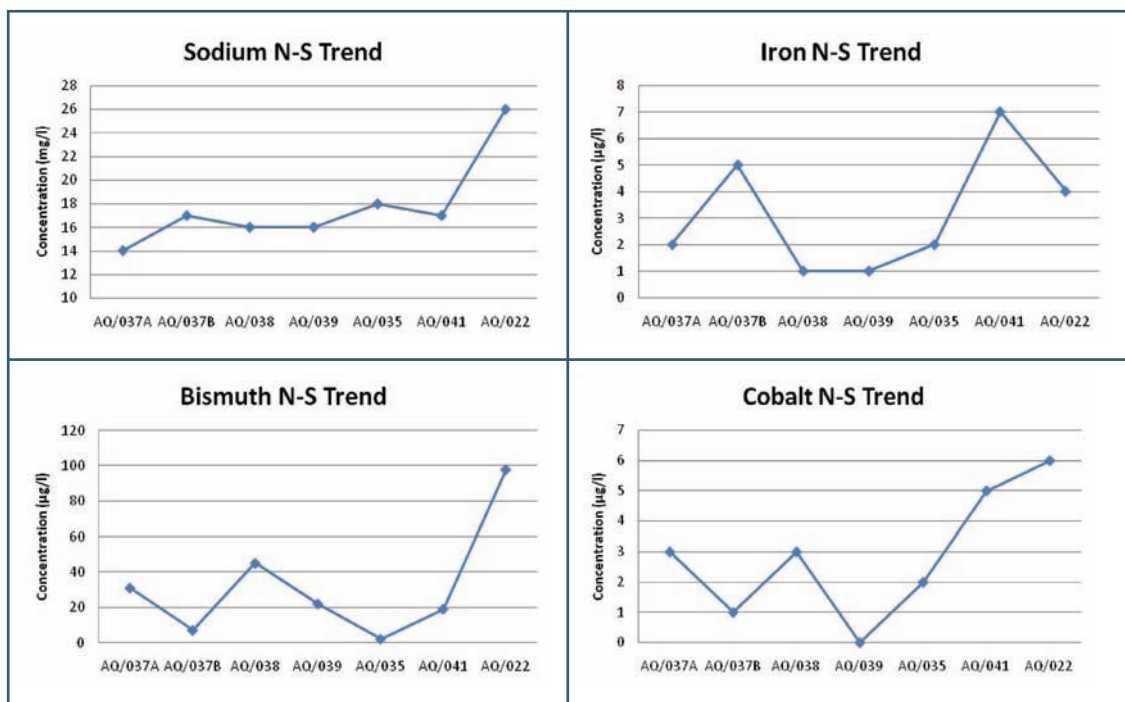 Sodium N-S Trend
Concentration (mg/l)
28
26
24
22
20
18
16
14
12
10
AQ/037A AQ/037B AQ/038 AQ/039 AQ/035 AQ/041 AQ/022
Iron N-S Trend
Concentration (µg/l)
8
7
6
5
4
3
2
1
0
AQ/037A AQ/037B AQ/038 AQ/039 AQ/035 AQ/041 AQ/022
Bismuth N-S Trend
Concentration (µg/l)
120
100
80
60
40
20
0
AQ/037A AQ/037B AQ/038 AQ/039 AQ/035 AQ/041 AQ/022
Cobalt N-S Trend
Concentration (µg/l)
7
6
5
4
3
2
1
0
AQ/037A AQ/037B AQ/038 AQ/039 AQ/035 AQ/041 AQ/022